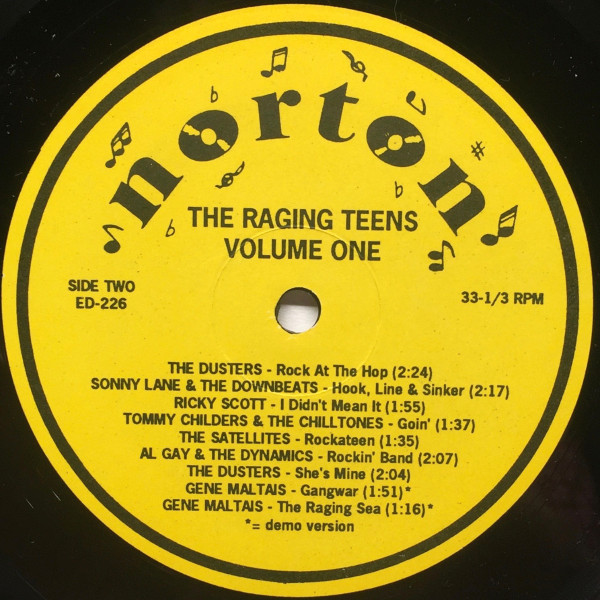 norton
THE RAGING TEENS
VOLUME ONE
SIDE TWO
ED-226
33-1/3 RPM
THE DUSTERS - Rock At The Hop (2:24)
SONNY LANE & THE DOWNBEATS - Hook, Line & Sinker (2:17)
RICKY SCOTT - I Didn't Mean It (1:55)
TOMMY CHILDERS & THE CHILLTONES - Goin' (1:37)
THE SATELLITES - Rockateen (1:35)
AL GAY & THE DYNAMICS - Rockin' Band (2:07)
THE DUSTERS - She's Mine (2:04)
GENE MALTAIS - Gangwar (1:51)*
GENE MALTAIS - The Raging Sea (1:16)*
*= demo version